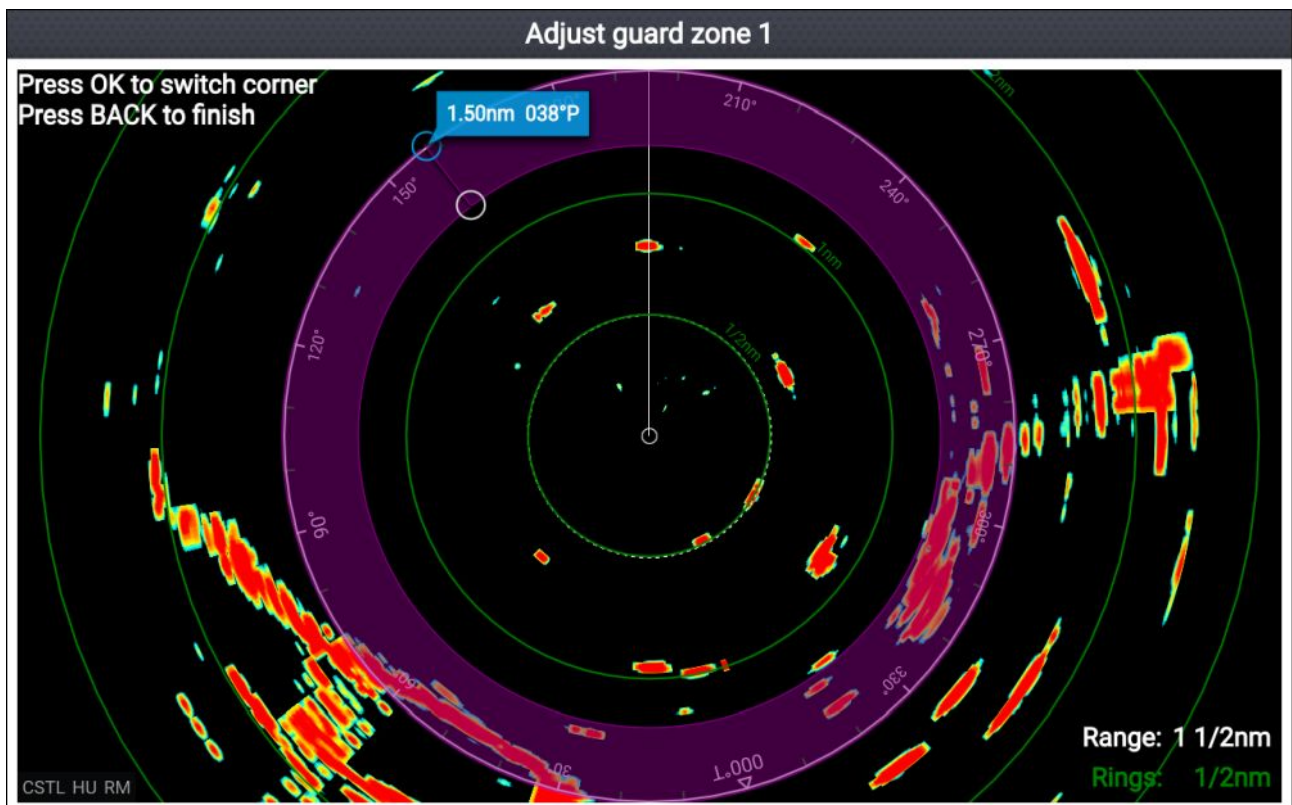 Adjust guard zone 1
Press OK to switch corner
Press BACK to finish
1.50nm 038°P
210°
150°
240°
1nm
1/2nm
120°
270°
90°
300°
60°
330°
30
000°T
Range: 1 1/2nm
Rings: 1/2nm
CSTL HU RM